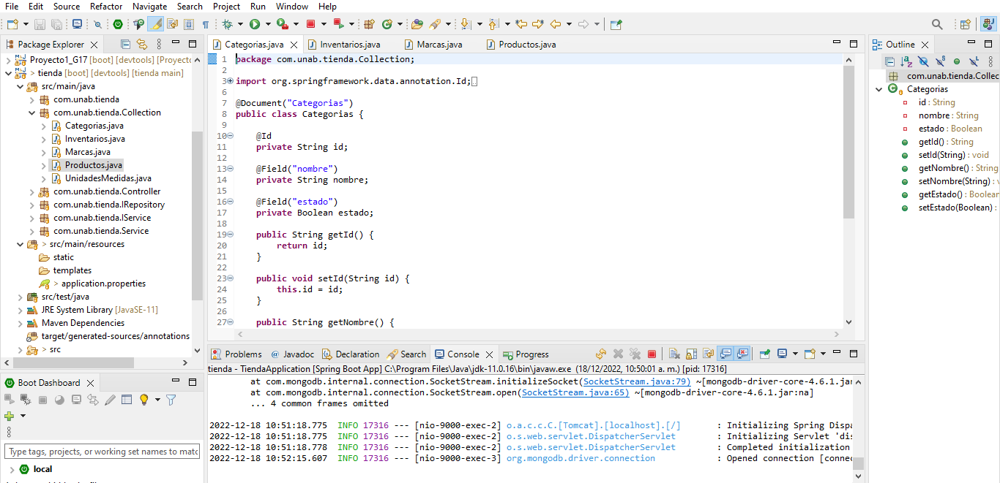 File Edit Source Refactor Navigate Search Project Run Window Help
Package Explorer
Proyecto1_G17 [boot] [devtools] [Proyectc
> tienda [boot] [devtools] [tienda main]
src/main/java
com.unab.tienda
com.unab.tienda.Collection
Categorias.java
Inventarios.java
Marcas.java
Productos.java
UnidadesMedidas.java
com.unab.tienda.Controller
com.unab.tienda.IRepository
com.unab.tienda.IService
com.unab.tienda.Service
> src/main/resources
static
templates
> application.properties
src/test/java
JRE System Library [JavaSE-11]
Maven Dependencies
target/generated-sources/annotations
> src
Boot Dashboard
Type tags, projects, or working set names to matc
local
Categorias.java Inventarios.java Marcas.java Productos.java
1 package com.unab.tienda.Collection;
2
3 import org.springframework.data.annotation.Id;
6
7 @Document("Categorias")
8 public class Categorias {
9
10 @Id
11 private String id;
12
13 @Field("nombre")
14 private String nombre;
15
16 @Field("estado")
17 private Boolean estado;
18
19 public String getId() {
20 return id;
21 }
22
23 public void setId(String id) {
24 this.id = id;
25 }
26
27 public String getNombre() {
Problems Javadoc Declaration Search Console Progress
tienda - TiendaApplication [Spring Boot App] C:\Program Files\Java\jdk-11.0.16\bin\javaw.exe (18/12/2022, 10:50:01 a. m.) [pid: 17316]
at com.mongodb.internal.connection.SocketStream.initializeSocket(SocketStream.java:79) ~[mongodb-driver-core-4.6.1.jar
at com.mongodb.internal.connection.SocketStream.open(SocketStream.java:65) ~[mongodb-driver-core-4.6.1.jar:na]
... 4 common frames omitted
2022-12-18 10:51:18.775 INFO 17316 --- [nio-9000-exec-2] o.a.c.c.C.[Tomcat].[localhost].[/] : Initializing Spring Dispa
2022-12-18 10:51:18.775 INFO 17316 --- [nio-9000-exec-2] o.s.web.servlet.DispatcherServlet : Initializing Servlet 'dis
2022-12-18 10:51:18.778 INFO 17316 --- [nio-9000-exec-2] o.s.web.servlet.DispatcherServlet : Completed initialization
2022-12-18 10:52:15.607 INFO 17316 --- [nio-9000-exec-3] org.mongodb.driver.connection : Opened connection [connec
Outline
com.unab.tienda.Collec
Categorias
id : String
nombre : String
estado : Boolean
getId() : String
setId(String) : void
getNombre() : String
setNombre(String) : v
getEstado() : Boolean
setEstado(Boolean) :